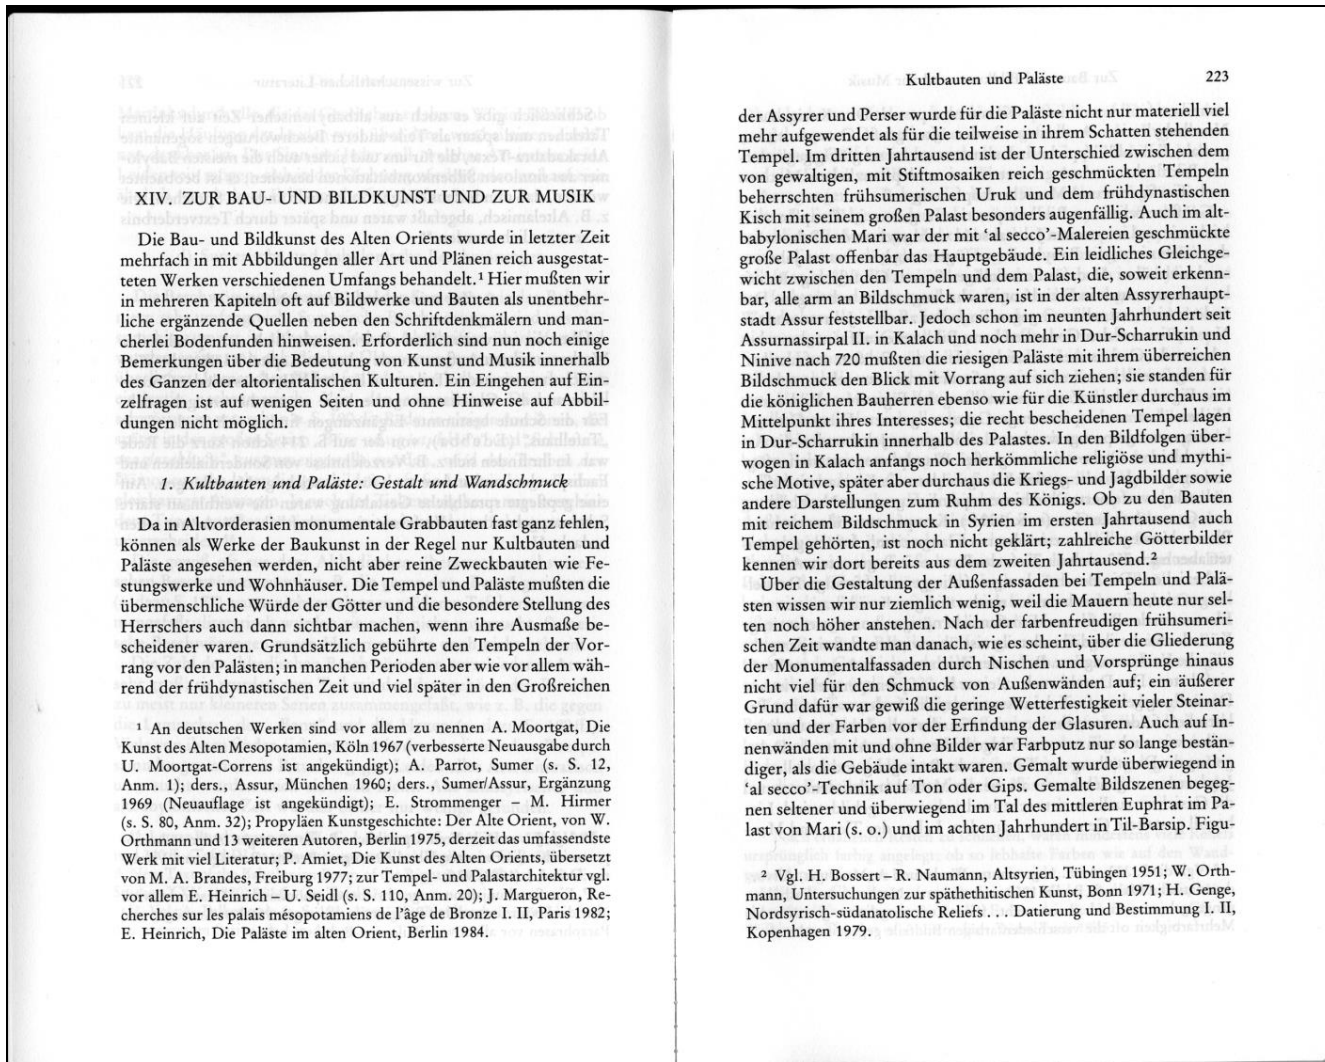 XIV. ZUR BAU- UND BILDKUNST UND ZUR MUSIK
Die Bau- und Bildkunst des Alten Orients wurde in letzter Zeit
mehrfach in mit Abbildungen aller Art und Plänen reich ausgestat-
teten Werken verschiedenen Umfangs behandelt.¹ Hier mußten wir
in mehreren Kapiteln oft auf Bildwerke und Bauten als unentbehr-
liche ergänzende Quellen neben den Schriftdenkmälern und man-
cherlei Bodenfunden hinweisen. Erforderlich sind nun noch einige
Bemerkungen über die Bedeutung von Kunst und Musik innerhalb
des Ganzen der altorientalischen Kulturen. Ein Eingehen auf Ein-
zelfragen ist auf wenigen Seiten und ohne Hinweise auf Abbil-
dungen nicht möglich.
1. Kultbauten und Paläste: Gestalt und Wandschmuck
Da in Altvorderasien monumentale Grabbauten fast ganz fehlen,
können als Werke der Baukunst in der Regel nur Kultbauten und
Paläste angesehen werden, nicht aber reine Zweckbauten wie Fe-
stungswerke und Wohnhäuser. Die Tempel und Paläste mußten die
übermenschliche Würde der Götter und die besondere Stellung des
Herrschers auch dann sichtbar machen, wenn ihre Ausmaße be-
scheidener waren. Grundsätzlich gebührte den Tempeln der Vor-
rang vor den Palästen; in manchen Perioden aber wie vor allem wäh-
rend der frühdynastischen Zeit und viel später in den Großreichen
¹ An deutschen Werken sind vor allem zu nennen A. Moortgat, Die
Kunst des Alten Mesopotamien, Köln 1967 (verbesserte Neuausgabe durch
U. Moortgat-Correns ist angekündigt); A. Parrot, Sumer (s. S. 12,
Anm. 1); ders., Assur, München 1960; ders., Sumer/Assur, Ergänzung
1969 (Neuauflage ist angekündigt); E. Strommenger – M. Hirmer
(s. S. 80, Anm. 32); Propyläen Kunstgeschichte: Der Alte Orient, von W.
Orthmann und 13 weiteren Autoren, Berlin 1975, derzeit das umfassendste
Werk mit viel Literatur; P. Amiet, Die Kunst des Alten Orients, übersetzt
von M. A. Brandes, Freiburg 1977; zur Tempel- und Palastarchitektur vgl.
vor allem E. Heinrich – U. Seidl (s. S. 110, Anm. 20); J. Margueron, Re-
cherches sur les palais mésopotamiens de l'âge de Bronze I. II, Paris 1982;
E. Heinrich, Die Paläste im alten Orient, Berlin 1984.
Kultbauten und Paläste 223
der Assyrer und Perser wurde für die Paläste nicht nur materiell viel
mehr aufgewendet als für die teilweise in ihrem Schatten stehenden
Tempel. Im dritten Jahrtausend ist der Unterschied zwischen dem
von gewaltigen, mit Stiftmosaiken reich geschmückten Tempeln
beherrschten frühsumerischen Uruk und dem frühdynastischen
Kisch mit seinem großen Palast besonders augenfällig. Auch im alt-
babylonischen Mari war der mit ‘al secco’-Malereien geschmückte
große Palast offenbar das Hauptgebäude. Ein leidliches Gleichge-
wicht zwischen den Tempeln und dem Palast, die, soweit erkenn-
bar, alle arm an Bildschmuck waren, ist in der alten Assyrerhaupt-
stadt Assur feststellbar. Jedoch schon im neunten Jahrhundert seit
Assurnassirpal II. in Kalach und noch mehr in Dur-Scharrukin und
Ninive nach 720 mußten die riesigen Paläste mit ihrem überreichen
Bildschmuck den Blick mit Vorrang auf sich ziehen; sie standen für
die königlichen Bauherren ebenso wie für die Künstler durchaus im
Mittelpunkt ihres Interesses; die recht bescheidenen Tempel lagen
in Dur-Scharrukin innerhalb des Palastes. In den Bildfolgen über-
wogen in Kalach anfangs noch herkömmliche religiöse und mythi-
sche Motive, später aber durchaus die Kriegs- und Jagdbilder sowie
andere Darstellungen zum Ruhm des Königs. Ob zu den Bauten
mit reichem Bildschmuck in Syrien im ersten Jahrtausend auch
Tempel gehörten, ist noch nicht geklärt; zahlreiche Götterbilder
kennen wir dort bereits aus dem zweiten Jahrtausend.²
Über die Gestaltung der Außenfassaden bei Tempeln und Palä-
sten wissen wir nur ziemlich wenig, weil die Mauern heute nur sel-
ten noch höher anstehen. Nach der farbenfreudigen frühsumeri-
schen Zeit wandte man danach, wie es scheint, über die Gliederung
der Monumentalfassaden durch Nischen und Vorsprünge hinaus
nicht viel für den Schmuck von Außenwänden auf; ein äußerer
Grund dafür war gewiß die geringe Wetterfestigkeit vieler Steinar-
ten und der Farben vor der Erfindung der Glasuren. Auch auf In-
nenwänden mit und ohne Bilder war Farbputz nur so lange bestän-
diger, als die Gebäude intakt waren. Gemalt wurde überwiegend in
‘al secco’-Technik auf Ton oder Gips. Gemalte Bildszenen begeg-
nen seltener und überwiegend im Tal des mittleren Euphrat im Pa-
last von Mari (s. o.) und im achten Jahrhundert in Til-Barsip. Figu-
² Vgl. H. Bossert – R. Naumann, Altsyrien, Tübingen 1951; W. Orth-
mann, Untersuchungen zur späthethitischen Kunst, Bonn 1971; H. Genge,
Nordsyrisch-südanatolische Reliefs . . . Datierung und Bestimmung I. II,
Kopenhagen 1979.